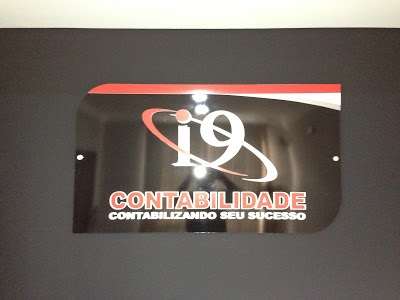 i9
CONTABILIDADE
CONTABILIZANDO SEU SUCESSO